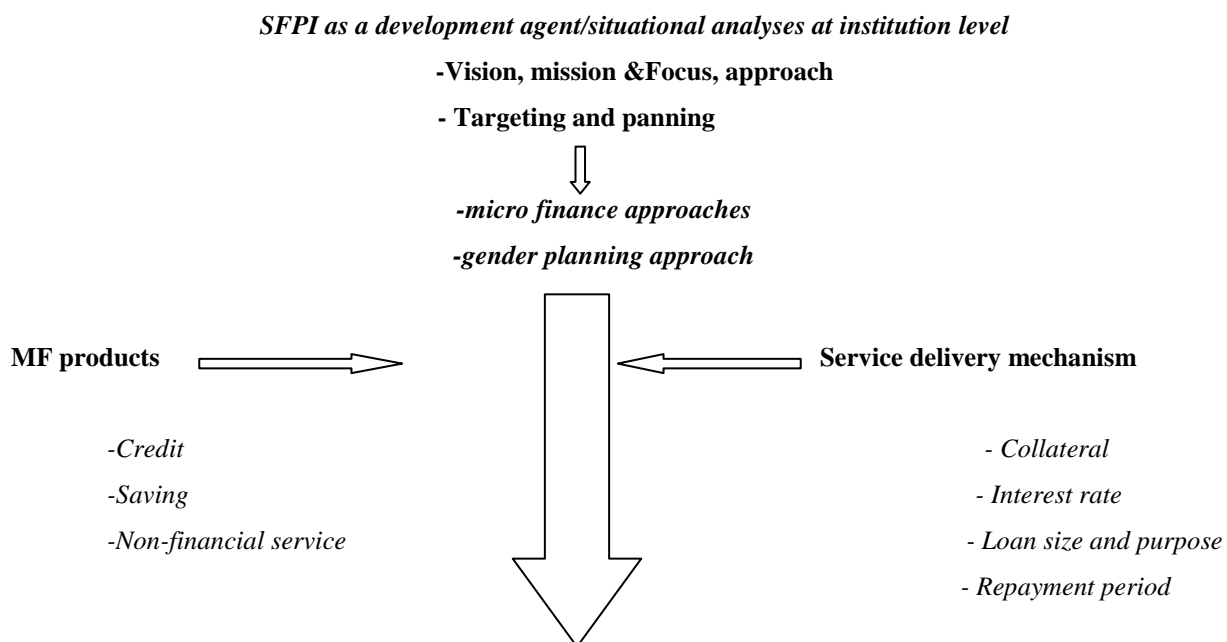 SFPI as a development agent/situational analyses at institution level
-Vision, mission &Focus, approach
- Targeting and panning
-micro finance approaches
-gender planning approach
MF products
Service delivery mechanism
-Credit
-Saving
-Non-financial service
- Collateral
- Interest rate
- Loan size and purpose
- Repayment period